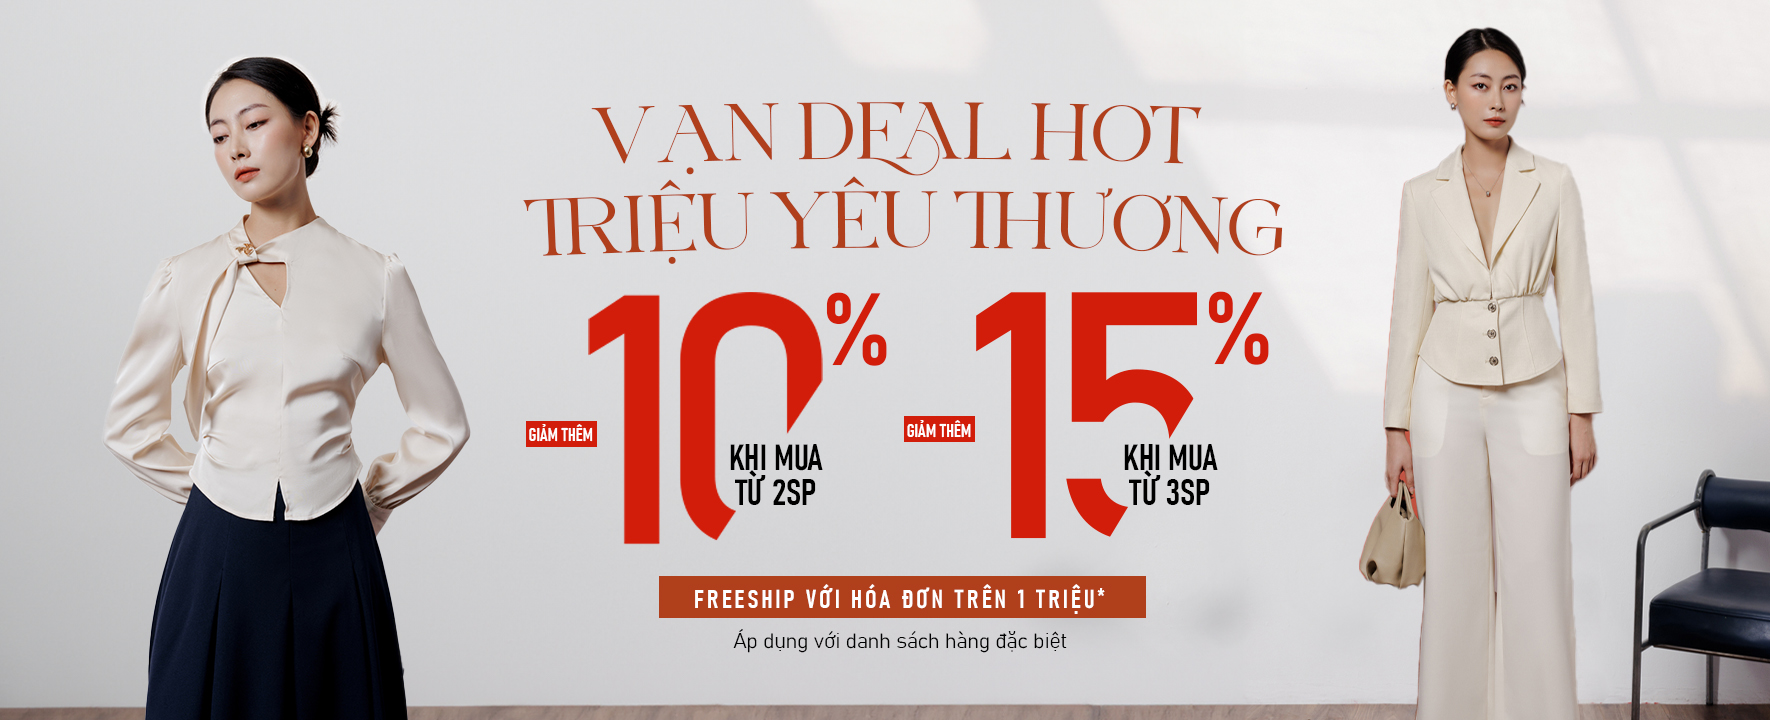 VẠN DEAL HOT
TRIỆU YÊU THƯƠNG
GIẢM THÊM
-10%
KHI MUA
TỪ 2SP
GIẢM THÊM
-15%
KHI MUA
TỪ 3SP
FREESHIP VỚI HÓA ĐƠN TRÊN 1 TRIỆU*
Áp dụng với danh sách hàng đặc biệt